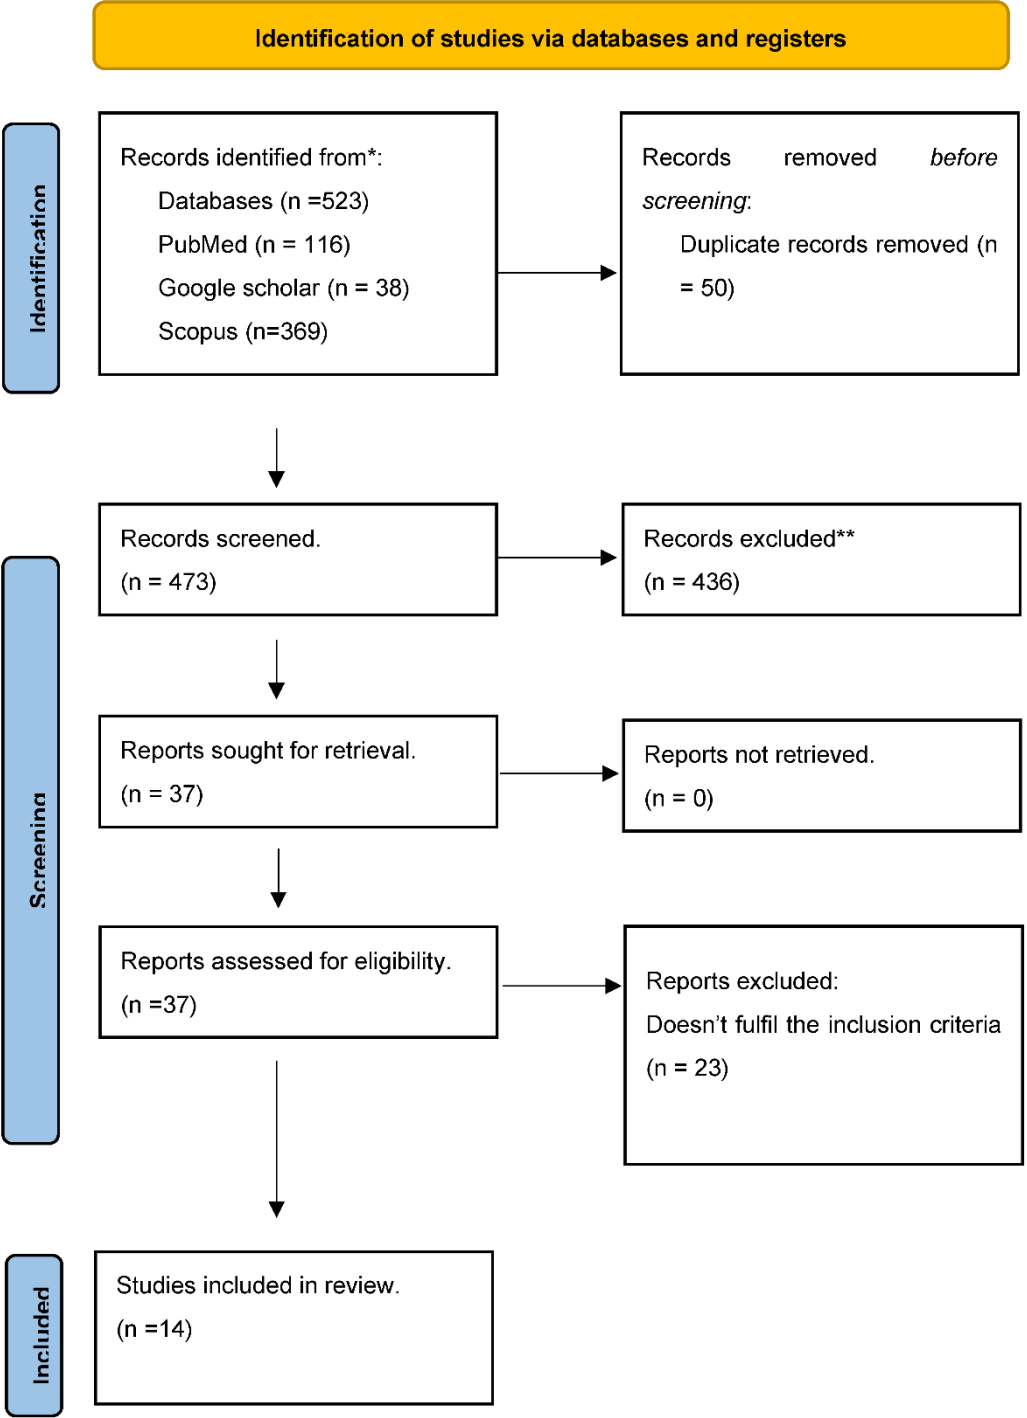 Identification of studies via databases and registers
Identification
Records identified from*:
Databases (n =523)
PubMed (n = 116)
Google scholar (n = 38)
Scopus (n=369)
Records removed before
screening:
Duplicate records removed (n
= 50)
Screening
Records screened.
(n = 473)
Records excluded**
(n = 436)
Reports sought for retrieval.
(n = 37)
Reports not retrieved.
(n = 0)
Reports assessed for eligibility.
(n =37)
Reports excluded:
Doesn’t fulfil the inclusion criteria
(n = 23)
Included
Studies included in review.
(n =14)